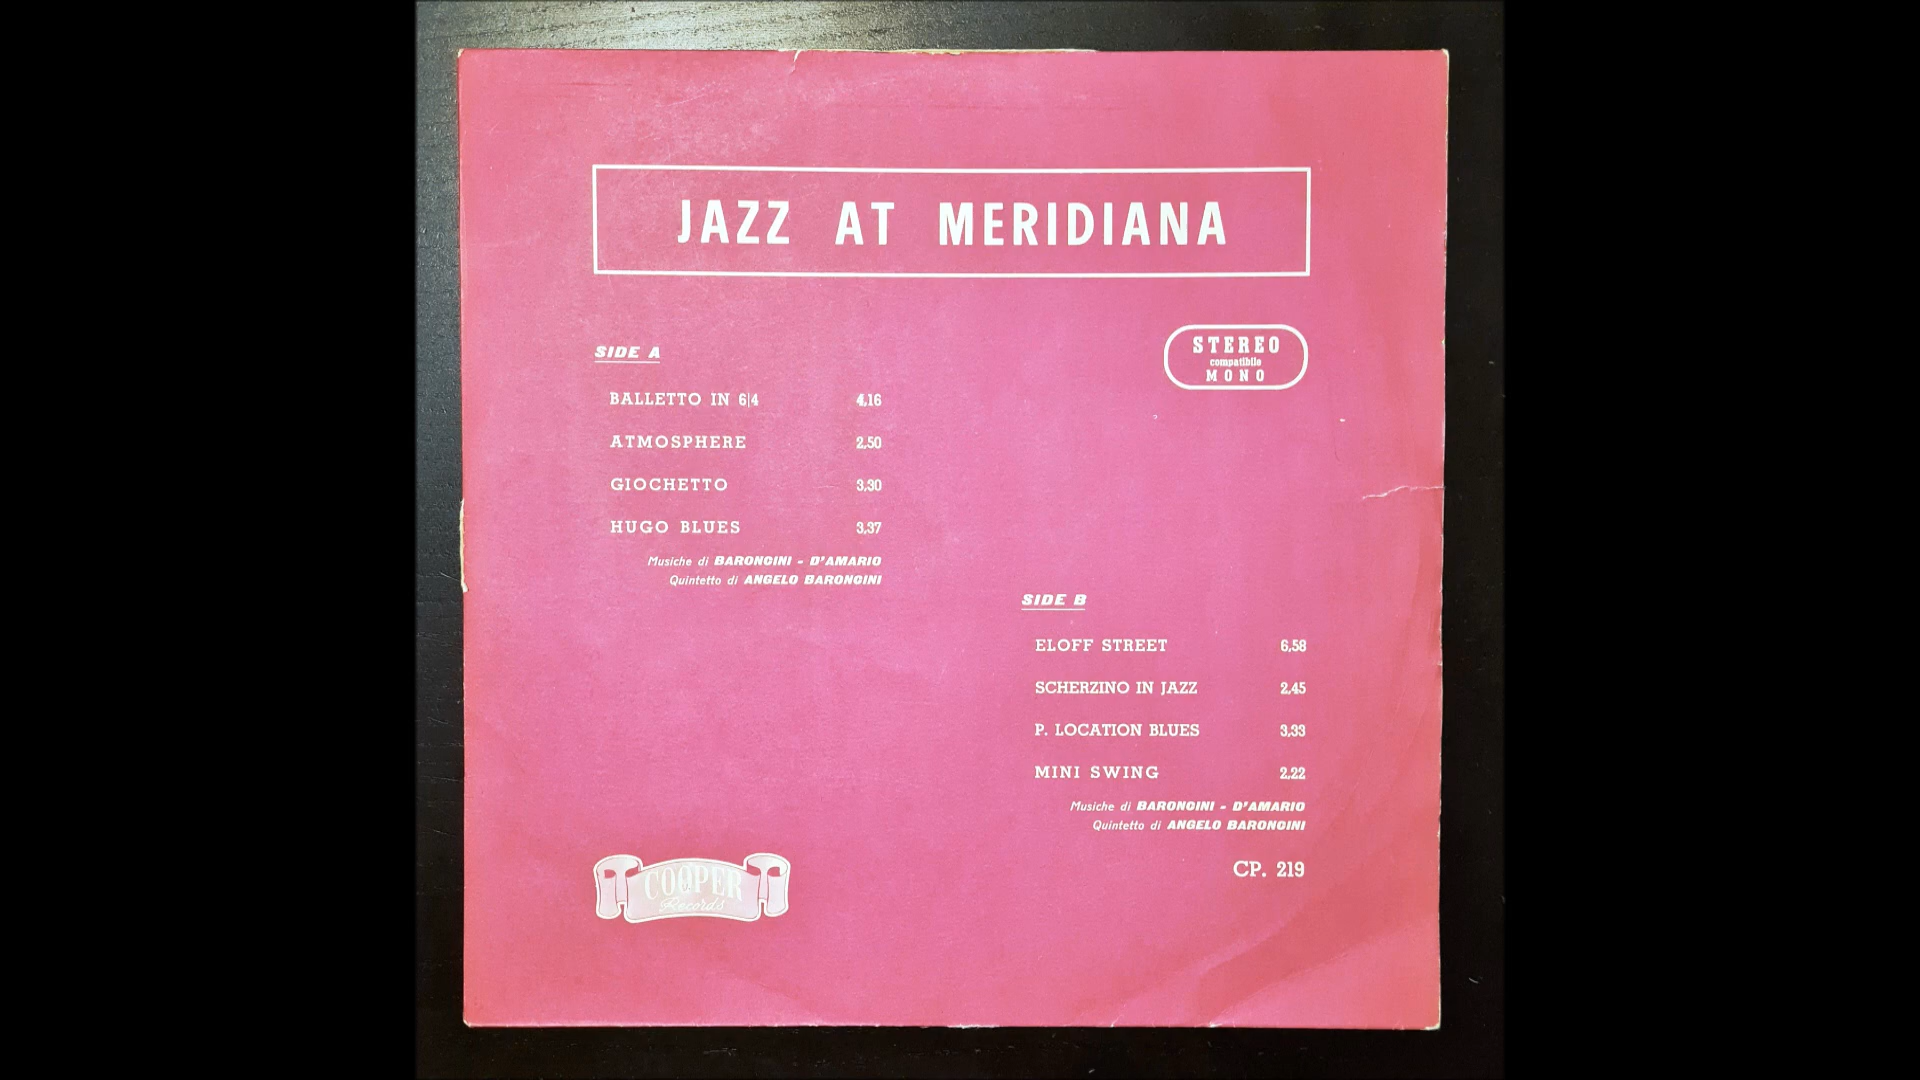 JAZZ AT MERIDIANA
STEREO
compatibile
MONO
SIDE A
BALLETTO IN 6|4 4,16
ATMOSPHERE 2,50
GIOCHETTO 3,30
HUGO BLUES 3,37
Musiche di BARONCINI - D'AMARIO
Quintetto di ANGELO BARONCINI
SIDE B
ELOFF STREET 6,58
SCHERZINO IN JAZZ 2,45
P. LOCATION BLUES 3,33
MINI SWING 2,22
Musiche di BARONCINI - D'AMARIO
Quintetto di ANGELO BARONCINI
CP. 219
COOPER
Records